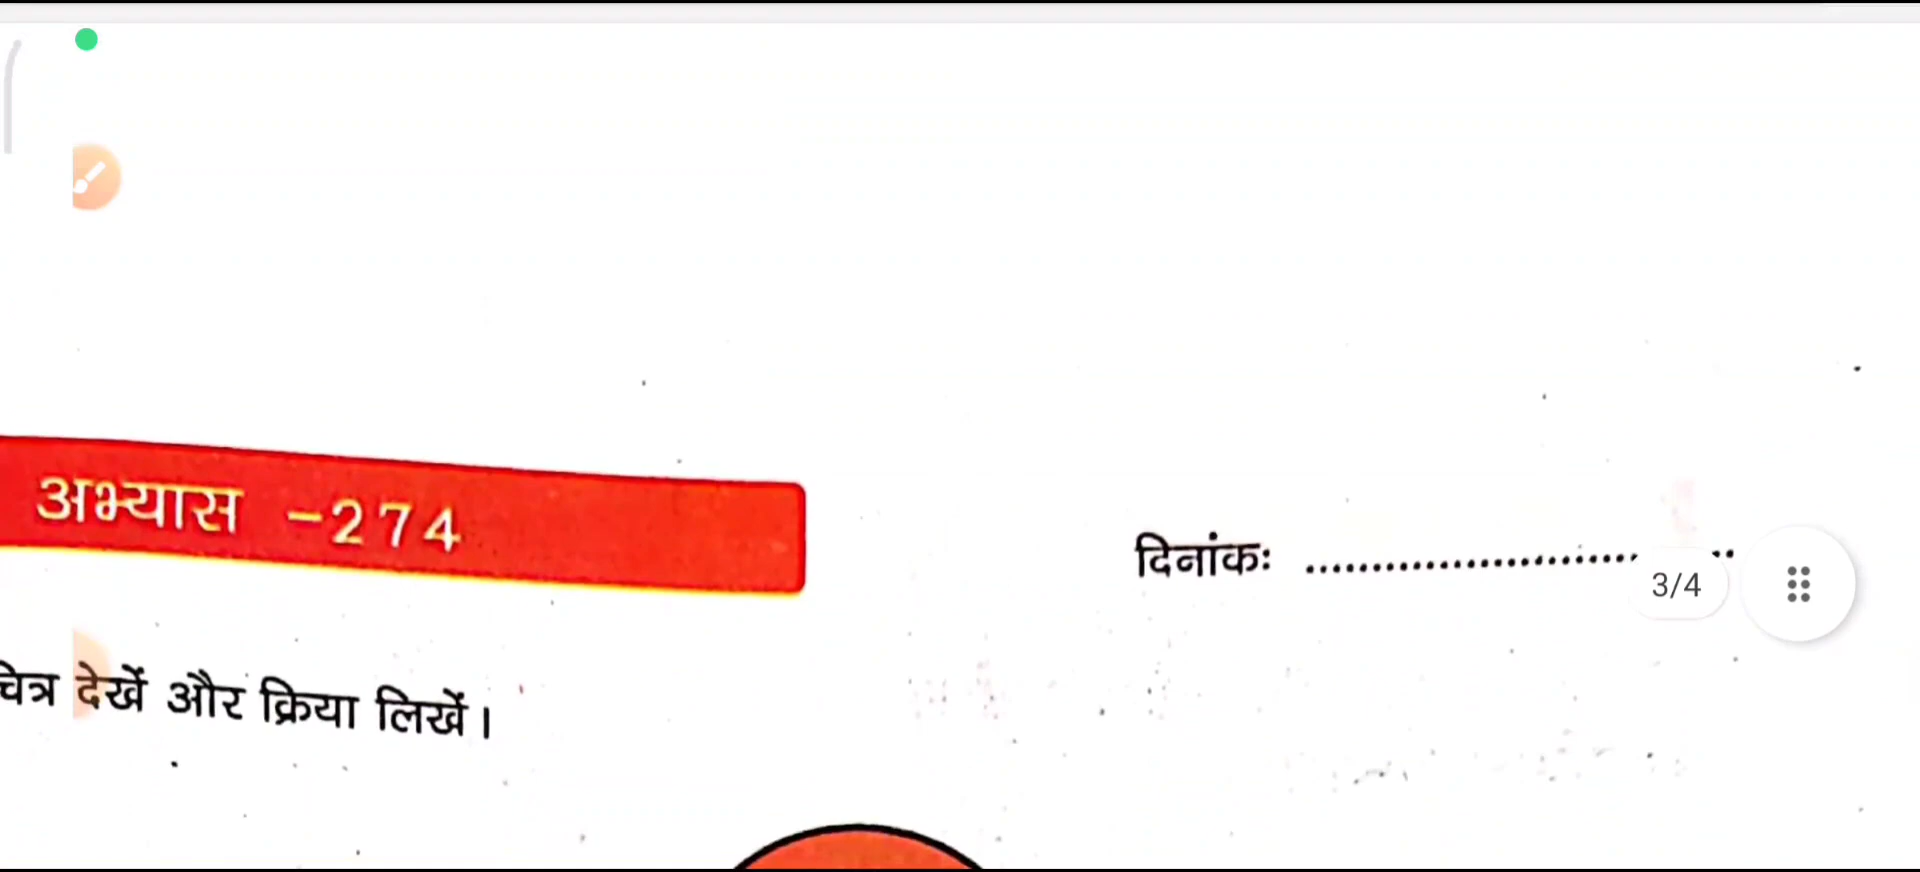 अभ्यास -274
दिनांकः ................................
3/4
चित्र देखें और क्रिया लिखें।